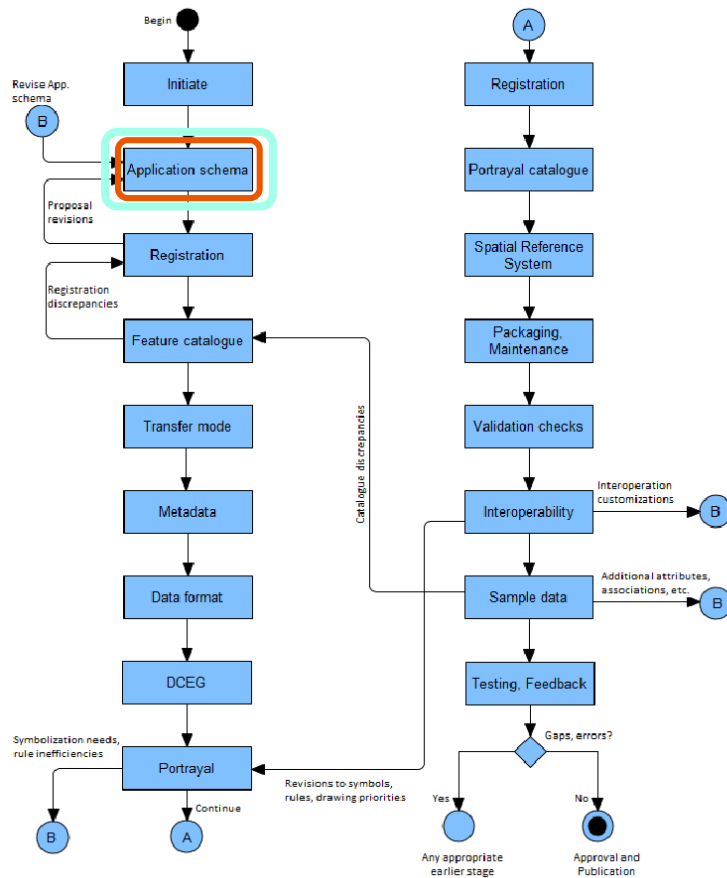 Begin
Initiate
Revise App.
schema
B
Application schema
Proposal
revisions
Registration
Registration
discrepancies
Feature catalogue
Transfer mode
Metadata
Data format
DCEG
Symbolization needs,
rule inefficiencies
Portrayal
B
Continue
A
A
Registration
Portrayal catalogue
Spatial Reference
System
Packaging,
Maintenance
Validation checks
Catalogue discrepancies
Interoperability
Interoperation
customizations
B
Sample data
Additional attributes,
associations, etc.
B
Testing, Feedback
Gaps, errors?
Revisions to symbols,
rules, drawing priorities
Yes
No
Any appropriate
earlier stage
Approval and
Publication